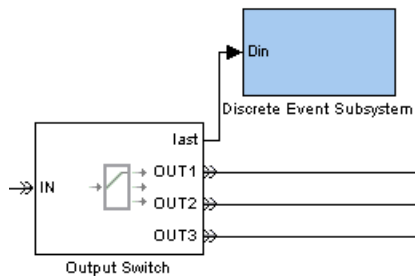 Din
Discrete Event Subsystem
last
OUT1
IN
OUT2
OUT3
Output Switch